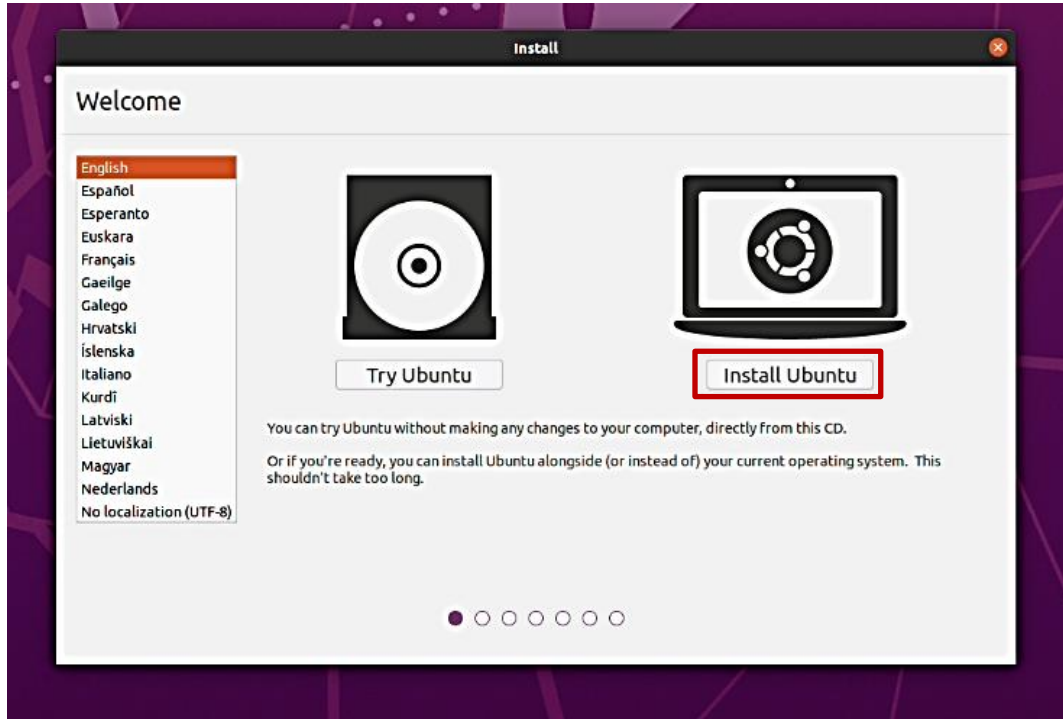 Install
Welcome
English
Español
Esperanto
Euskara
Français
Gaeilge
Galego
Hrvatski
Íslenska
Italiano
Kurdî
Latviski
Lietuviškai
Magyar
Nederlands
No localization (UTF-8)
Try Ubuntu
Install Ubuntu
You can try Ubuntu without making any changes to your computer, directly from this CD.
Or if you're ready, you can install Ubuntu alongside (or instead of) your current operating system. This
shouldn't take too long.